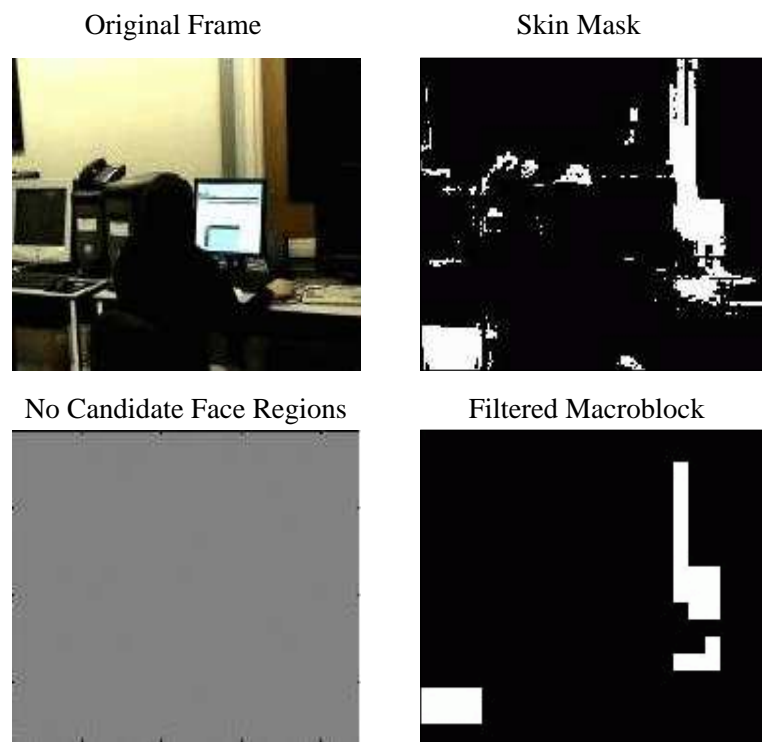 Original Frame
Skin Mask
No Candidate Face Regions
Filtered Macroblock